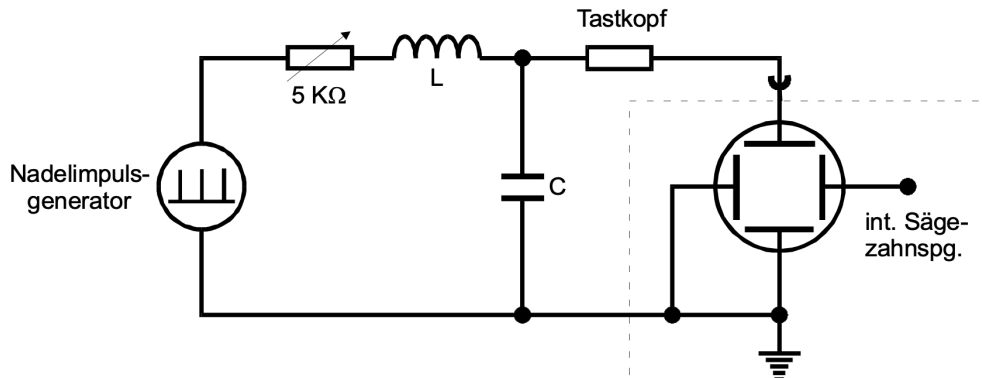 Tastkopf
L
5 KΩ
Nadelimpuls-
generator
C
int. Säge-
zahnspg.